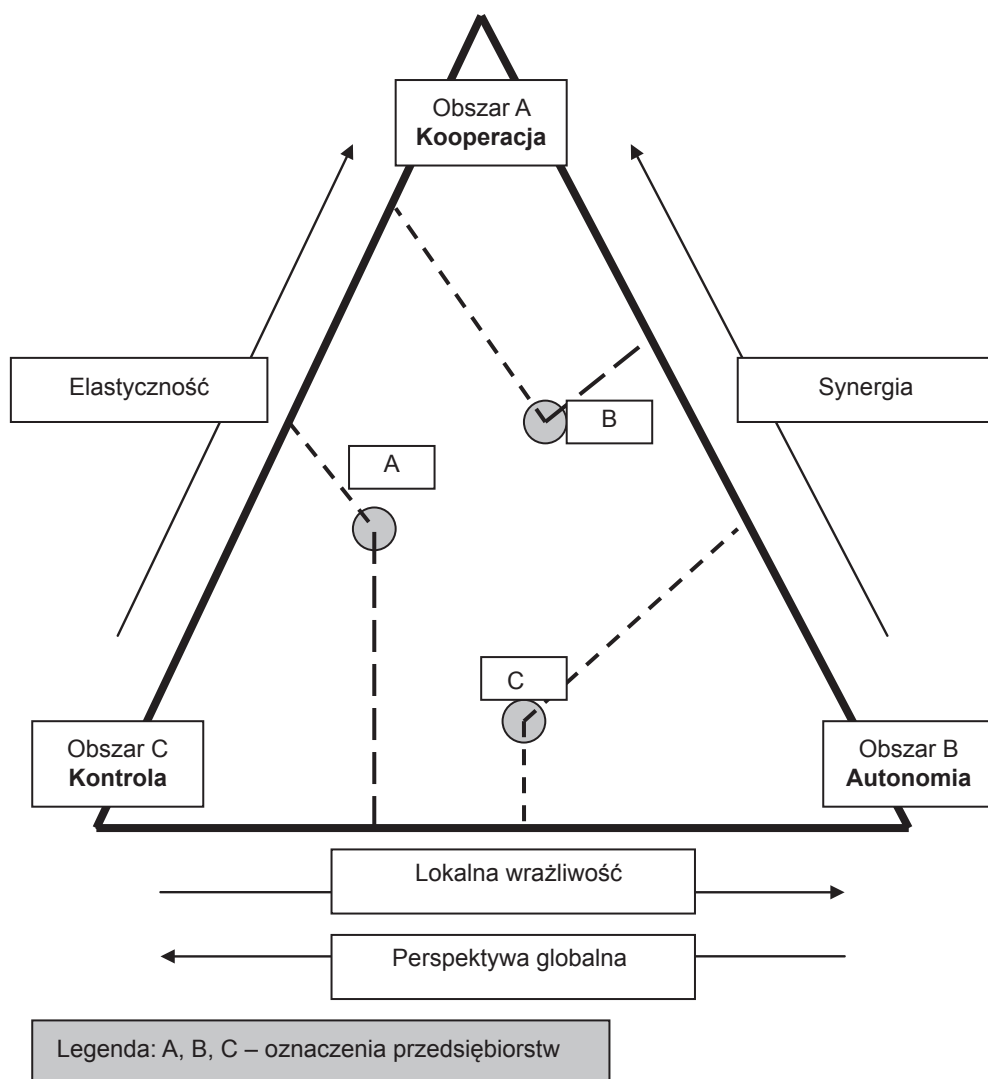 Obszar A
Kooperacja
Elastyczność
Synergia
B
A
C
Obszar C
Kontrola
Obszar B
Autonomia
Lokalna wrażliwość
Perspektywa globalna
Legenda: A, B, C – oznaczenia przedsiębiorstw